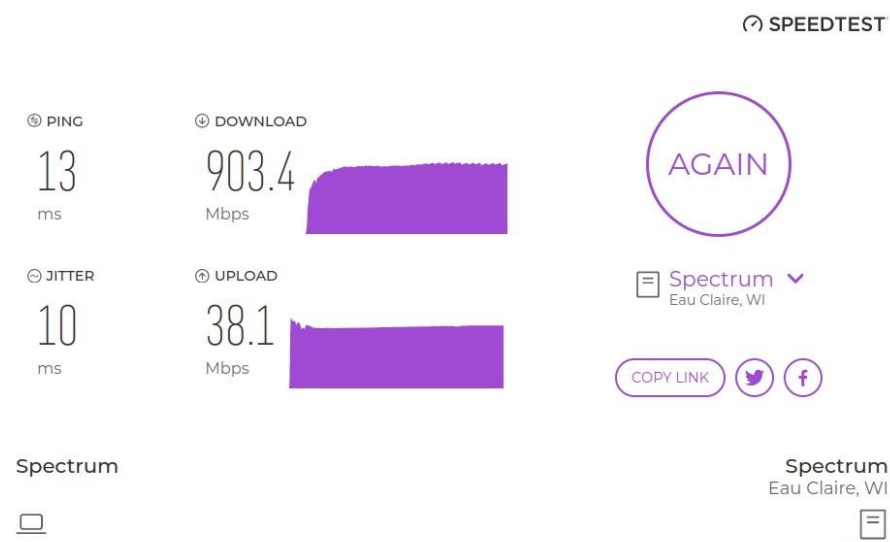 SPEEDTEST
PING
13
ms
DOWNLOAD
903.4
Mbps
JITTER
10
ms
UPLOAD
38.1
Mbps
AGAIN
Spectrum
Eau Claire, WI
COPY LINK
Spectrum
Spectrum
Eau Claire, WI